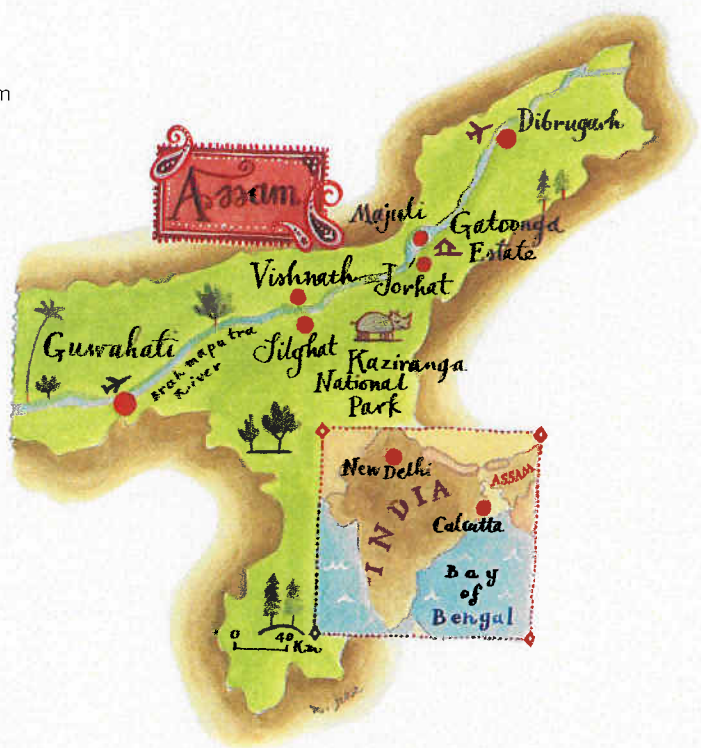 m
Dibrugarh
Assam
Majuli
Gatoonga
Estate
Jorhat
Vishnath
Guwahati
Brahmaputra
River
Silghat
Kaziranga
National
Park
New Delhi
ASSAM
INDIA
Calcutta
Bay
of
Bengal
0 40
Km